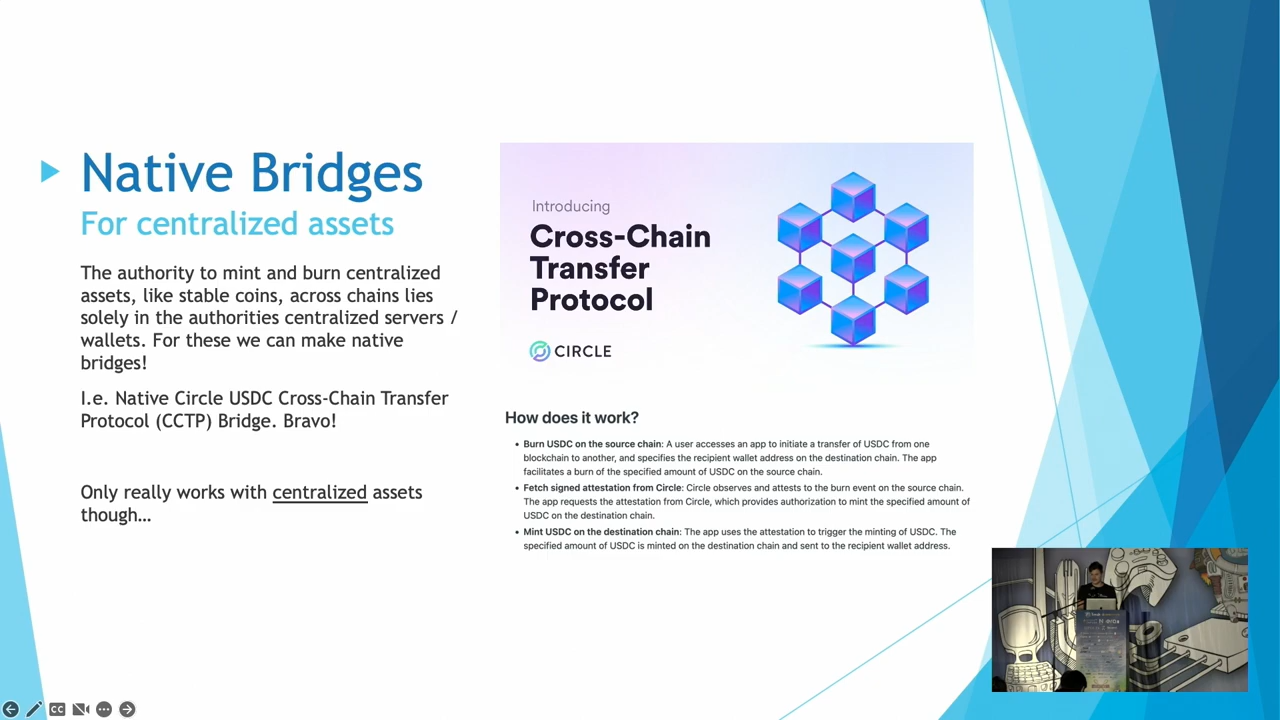 Native Bridges
For centralized assets
The authority to mint and burn centralized
assets, like stable coins, across chains lies
solely in the authorities centralized servers /
wallets. For these we can make native
bridges!
I.e. Native Circle USDC Cross-Chain Transfer
Protocol (CCTP) Bridge. Bravo!
Only really works with centralized assets
though...
Introducing
Cross-Chain
Transfer
Protocol
CIRCLE
How does it work?
• Burn USDC on the source chain: A user accesses an app to initiate a transfer of USDC from one
blockchain to another, and specifies the recipient wallet address on the destination chain. The app
facilitates a burn of the specified amount of USDC on the source chain.
• Fetch signed attestation from Circle: Circle observes and attests to the burn event on the source chain.
The app requests the attestation from Circle, which provides authorization to mint the specified amount of
USDC on the destination chain.
• Mint USDC on the destination chain: The app uses the attestation to trigger the minting of USDC. The
specified amount of USDC is minted on the destination chain and sent to the recipient wallet address.
CC